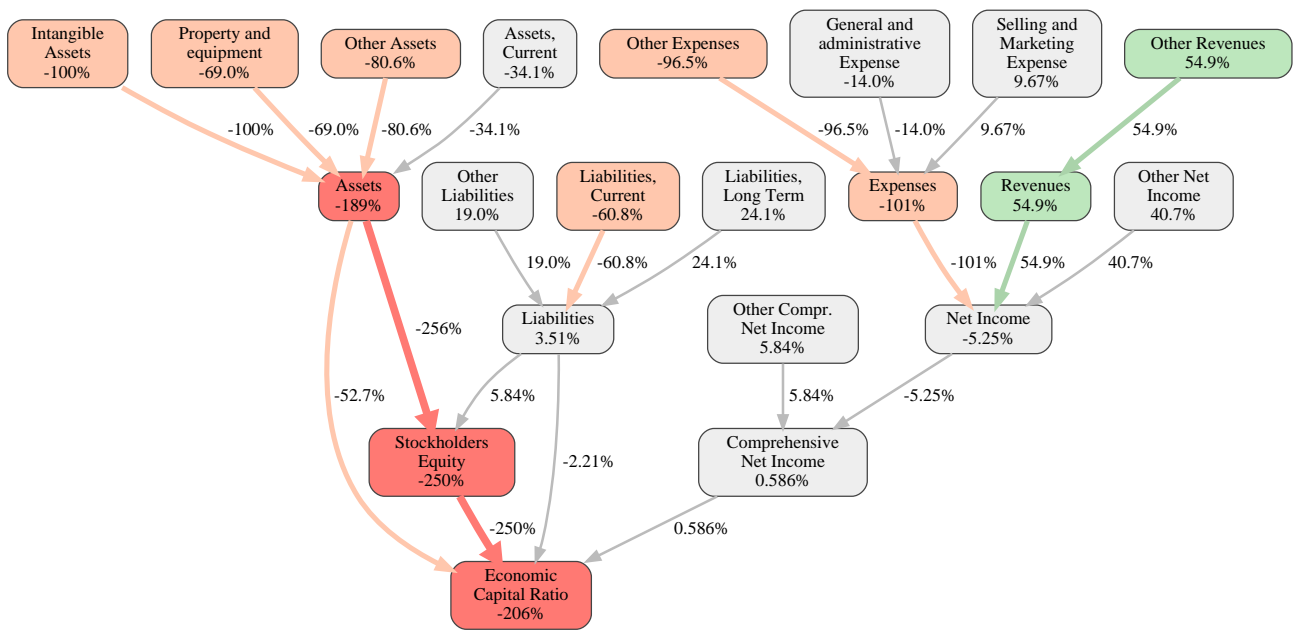 Intangible
Assets
-100%
Property and
equipment
-69.0%
Other Assets
-80.6%
Assets,
Current
-34.1%
Other Expenses
-96.5%
General and
administrative
Expense
-14.0%
Selling and
Marketing
Expense
9.67%
Other Revenues
54.9%
-100%
-69.0%
-80.6%
-34.1%
-96.5%
-14.0%
9.67%
54.9%
Assets
-189%
Other
Liabilities
19.0%
Liabilities,
Current
-60.8%
Liabilities,
Long Term
24.1%
Expenses
-101%
Revenues
54.9%
Other Net
Income
40.7%
19.0%
-60.8%
24.1%
-101%
54.9%
40.7%
-256%
Liabilities
3.51%
Other Compr.
Net Income
5.84%
Net Income
-5.25%
-52.7%
5.84%
5.84%
-5.25%
Stockholders
Equity
-250%
-2.21%
Comprehensive
Net Income
0.586%
-250%
0.586%
Economic
Capital Ratio
-206%